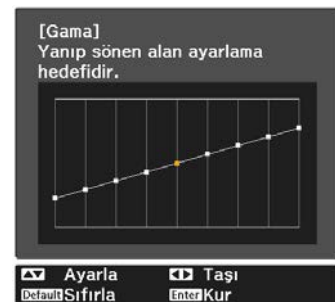 [Gama]
Yanıp sönen alan ayarlama
hedefidir.
Ayarla Taşı
Default Sıfırla Enter Kur